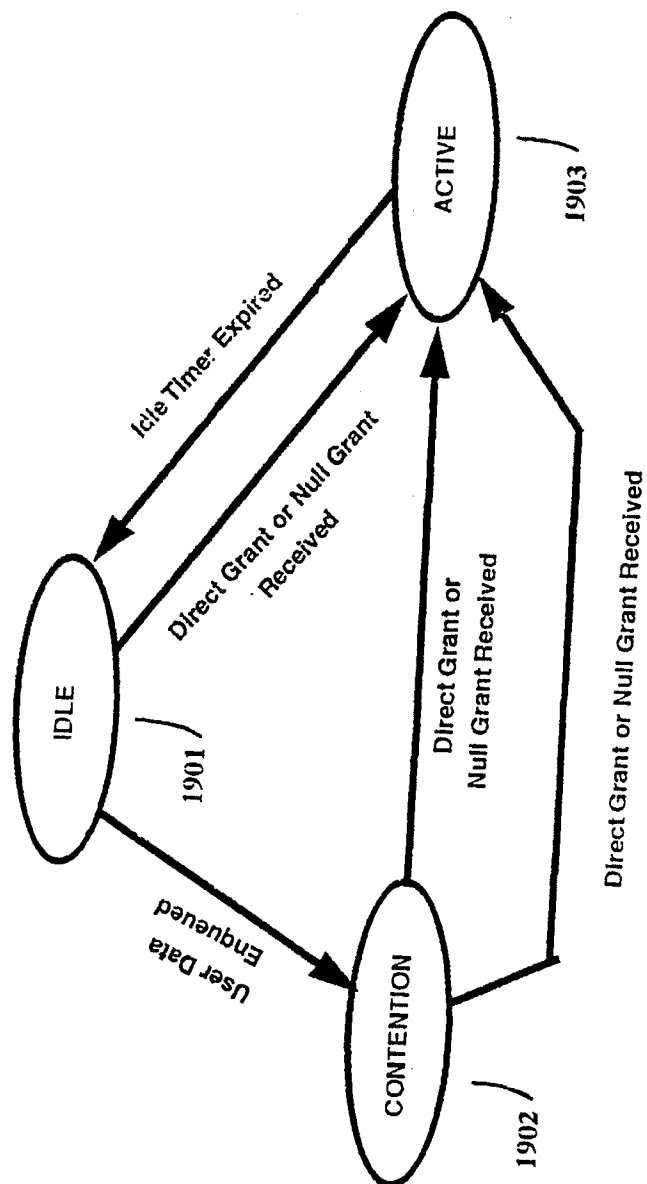 IDLE
1901
Idle Timer Expired
Direct Grant or Null Grant
Received
User Data
Enqueued
ACTIVE
1903
CONTENTION
1902
Direct Grant or
Null Grant Received
Direct Grant or Null Grant Received